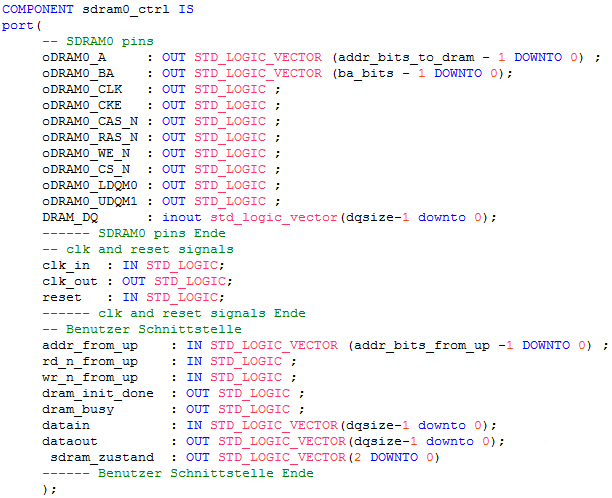 COMPONENT sdram0_ctrl IS
port(
-- SDRAM0 pins
oDRAM0_A : OUT STD_LOGIC_VECTOR (addr_bits_to_dram - 1 DOWNTO 0) ;
oDRAM0_BA : OUT STD_LOGIC_VECTOR (ba_bits - 1 DOWNTO 0);
oDRAM0_CLK : OUT STD_LOGIC ;
oDRAM0_CKE : OUT STD_LOGIC ;
oDRAM0_CAS_N : OUT STD_LOGIC ;
oDRAM0_RAS_N : OUT STD_LOGIC ;
oDRAM0_WE_N : OUT STD_LOGIC ;
oDRAM0_CS_N : OUT STD_LOGIC ;
oDRAM0_LDQM0 : OUT STD_LOGIC ;
oDRAM0_UDQM1 : OUT STD_LOGIC ;
DRAM_DQ : inout std_logic_vector(dqsize-1 downto 0);
------ SDRAM0 pins Ende
-- clk and reset signals
clk_in : IN STD_LOGIC;
clk_out : OUT STD_LOGIC;
reset : IN STD_LOGIC;
------ clk and reset signals Ende
-- Benutzer Schnittstelle
addr_from_up : IN STD_LOGIC_VECTOR (addr_bits_from_up -1 DOWNTO 0) ;
rd_n_from_up : IN STD_LOGIC ;
wr_n_from_up : IN STD_LOGIC ;
dram_init_done : OUT STD_LOGIC ;
dram_busy : OUT STD_LOGIC ;
datain : IN STD_LOGIC_VECTOR(dqsize-1 downto 0);
dataout : OUT STD_LOGIC_VECTOR(dqsize-1 downto 0);
sdram_zustand : OUT STD_LOGIC_VECTOR(2 DOWNTO 0)
------ Benutzer Schnittstelle Ende
);